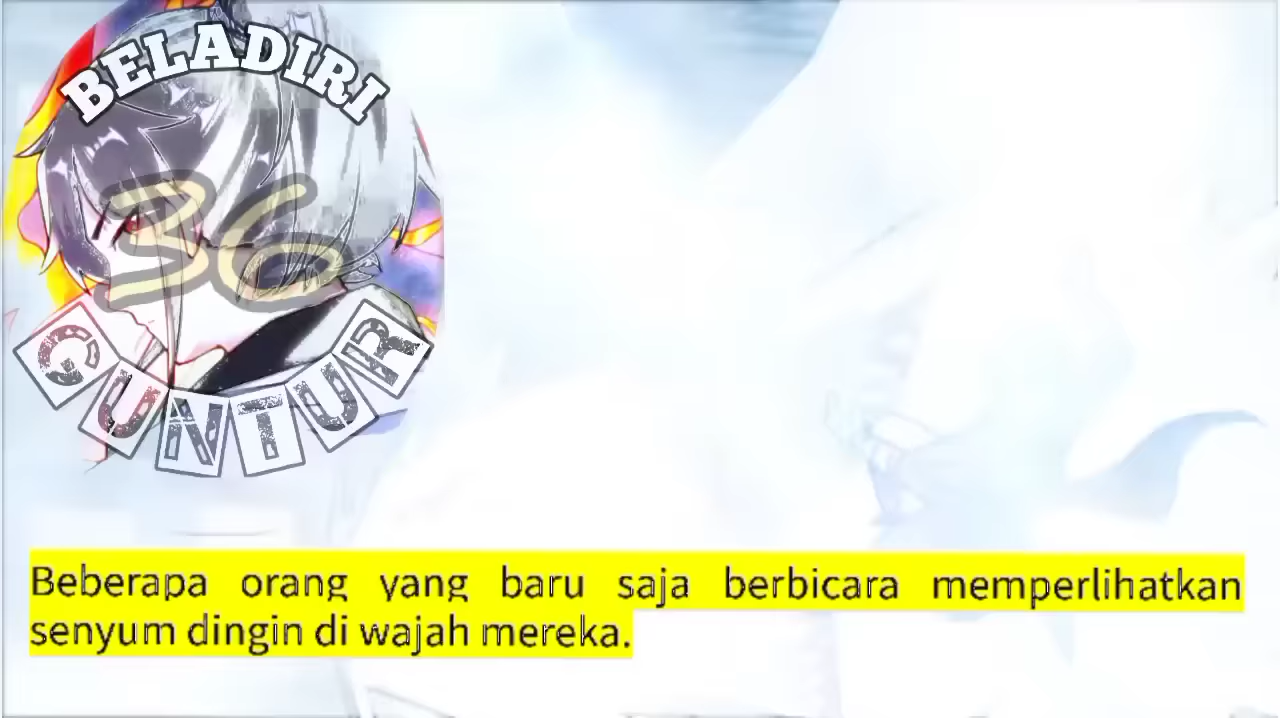 BELADIRI
36
GUNTUR
Beberapa orang yang baru saja berbicara memperlihatkan
senyum dingin di wajah mereka.